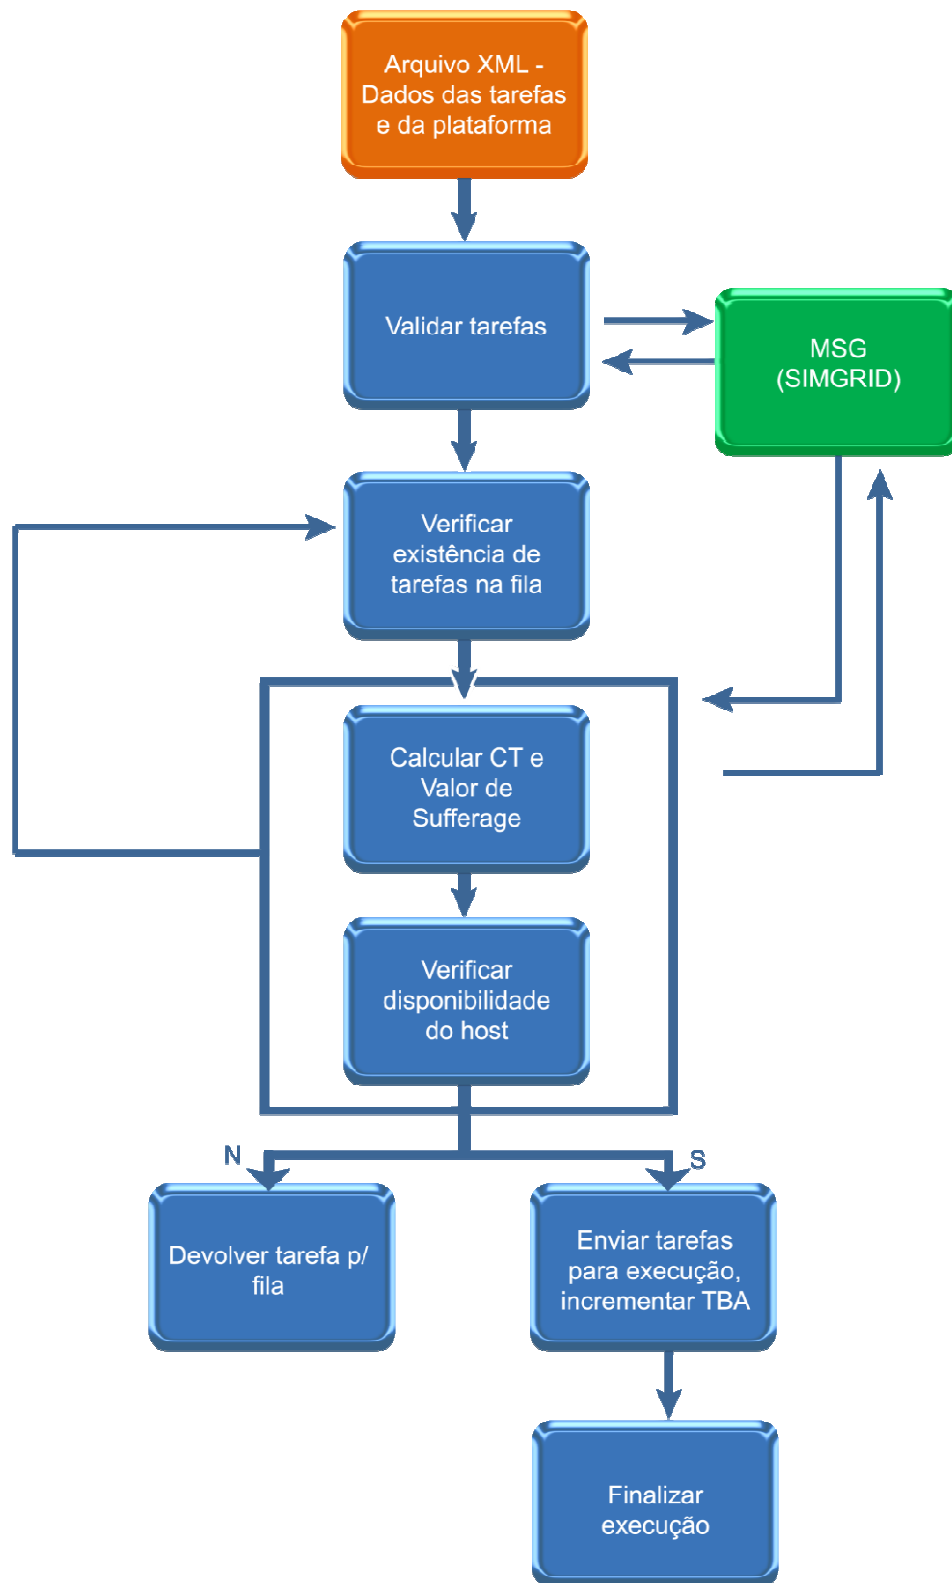 Arquivo XML -
Dados das tarefas
e da plataforma
Validar tarefas
MSG
(SIMGRID)
Verificar
existência de
tarefas na fila
Calcular CT e
Valor de
Sufferage
Verificar
disponibilidade
do host
N
S
Devolver tarefa p/
fila
Enviar tarefas
para execução,
incrementar TBA
Finalizar
execução